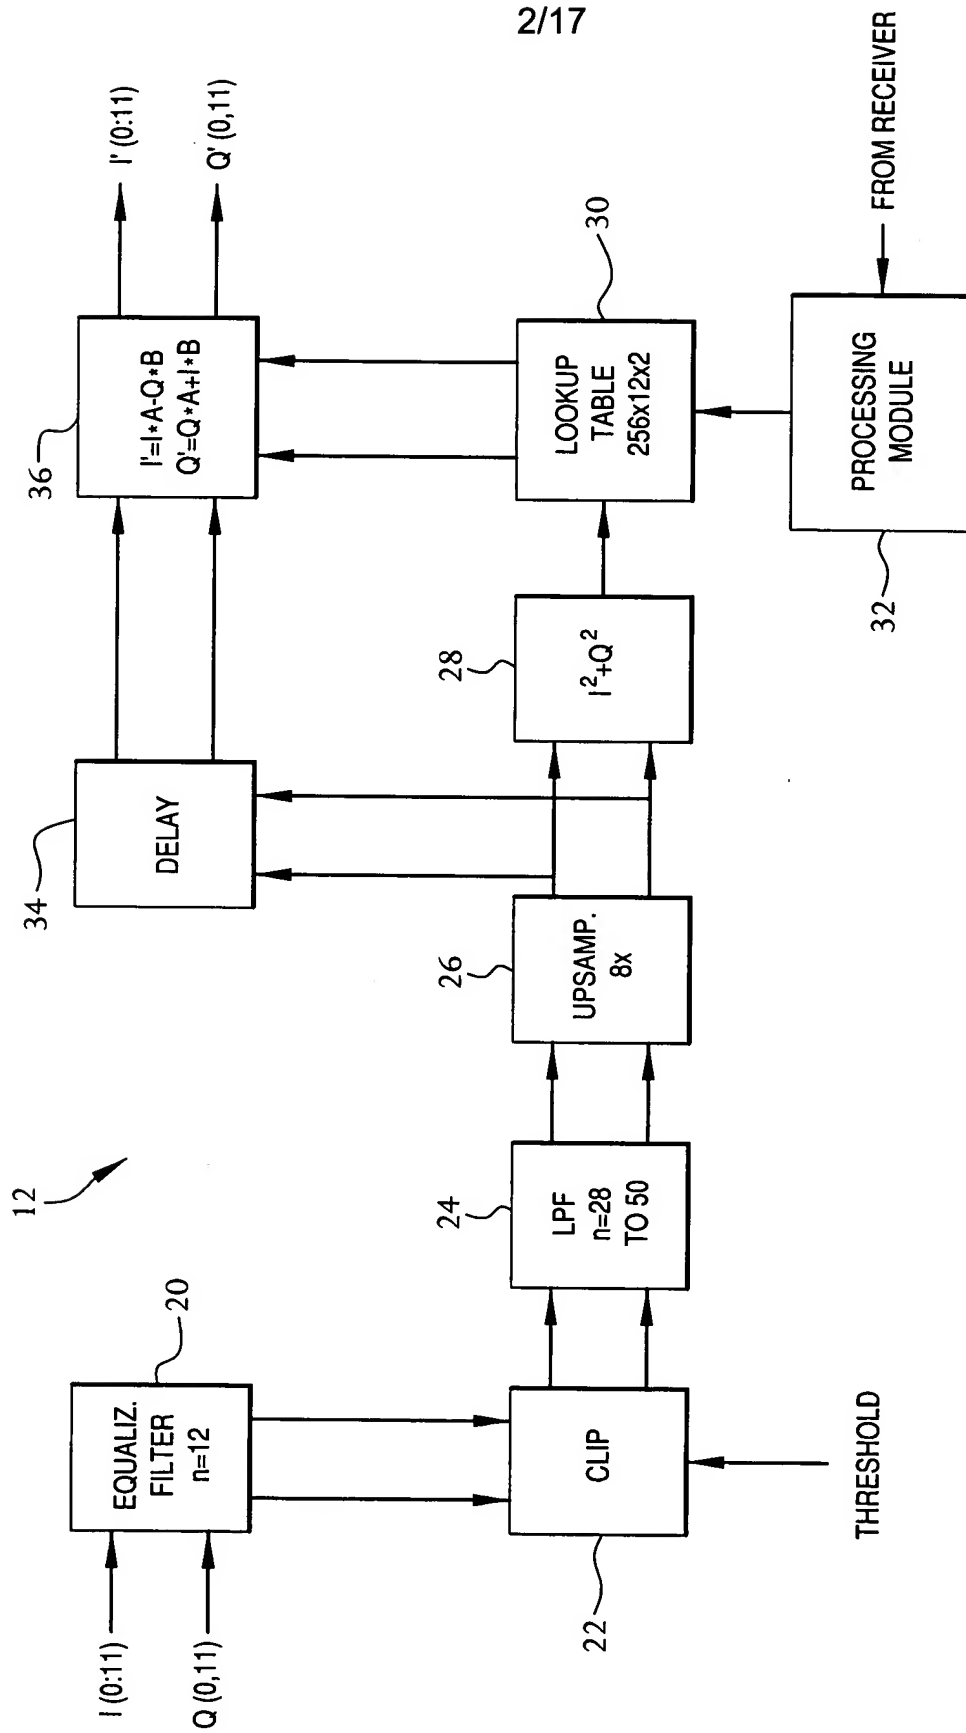 2/17
12
I (0:11)
Q (0,11)
EQUALIZ.
FILTER
n=12
20
CLIP
22
THRESHOLD
LPF
n=28
TO 50
24
UPSAMP.
8x
26
DELAY
34
I²+Q²
28
LOOKUP
TABLE
256x12x2
30
PROCESSING
MODULE
32
FROM RECEIVER
I'=I*A-Q*B
Q'=Q*A+I*B
36
I' (0:11)
Q' (0,11)